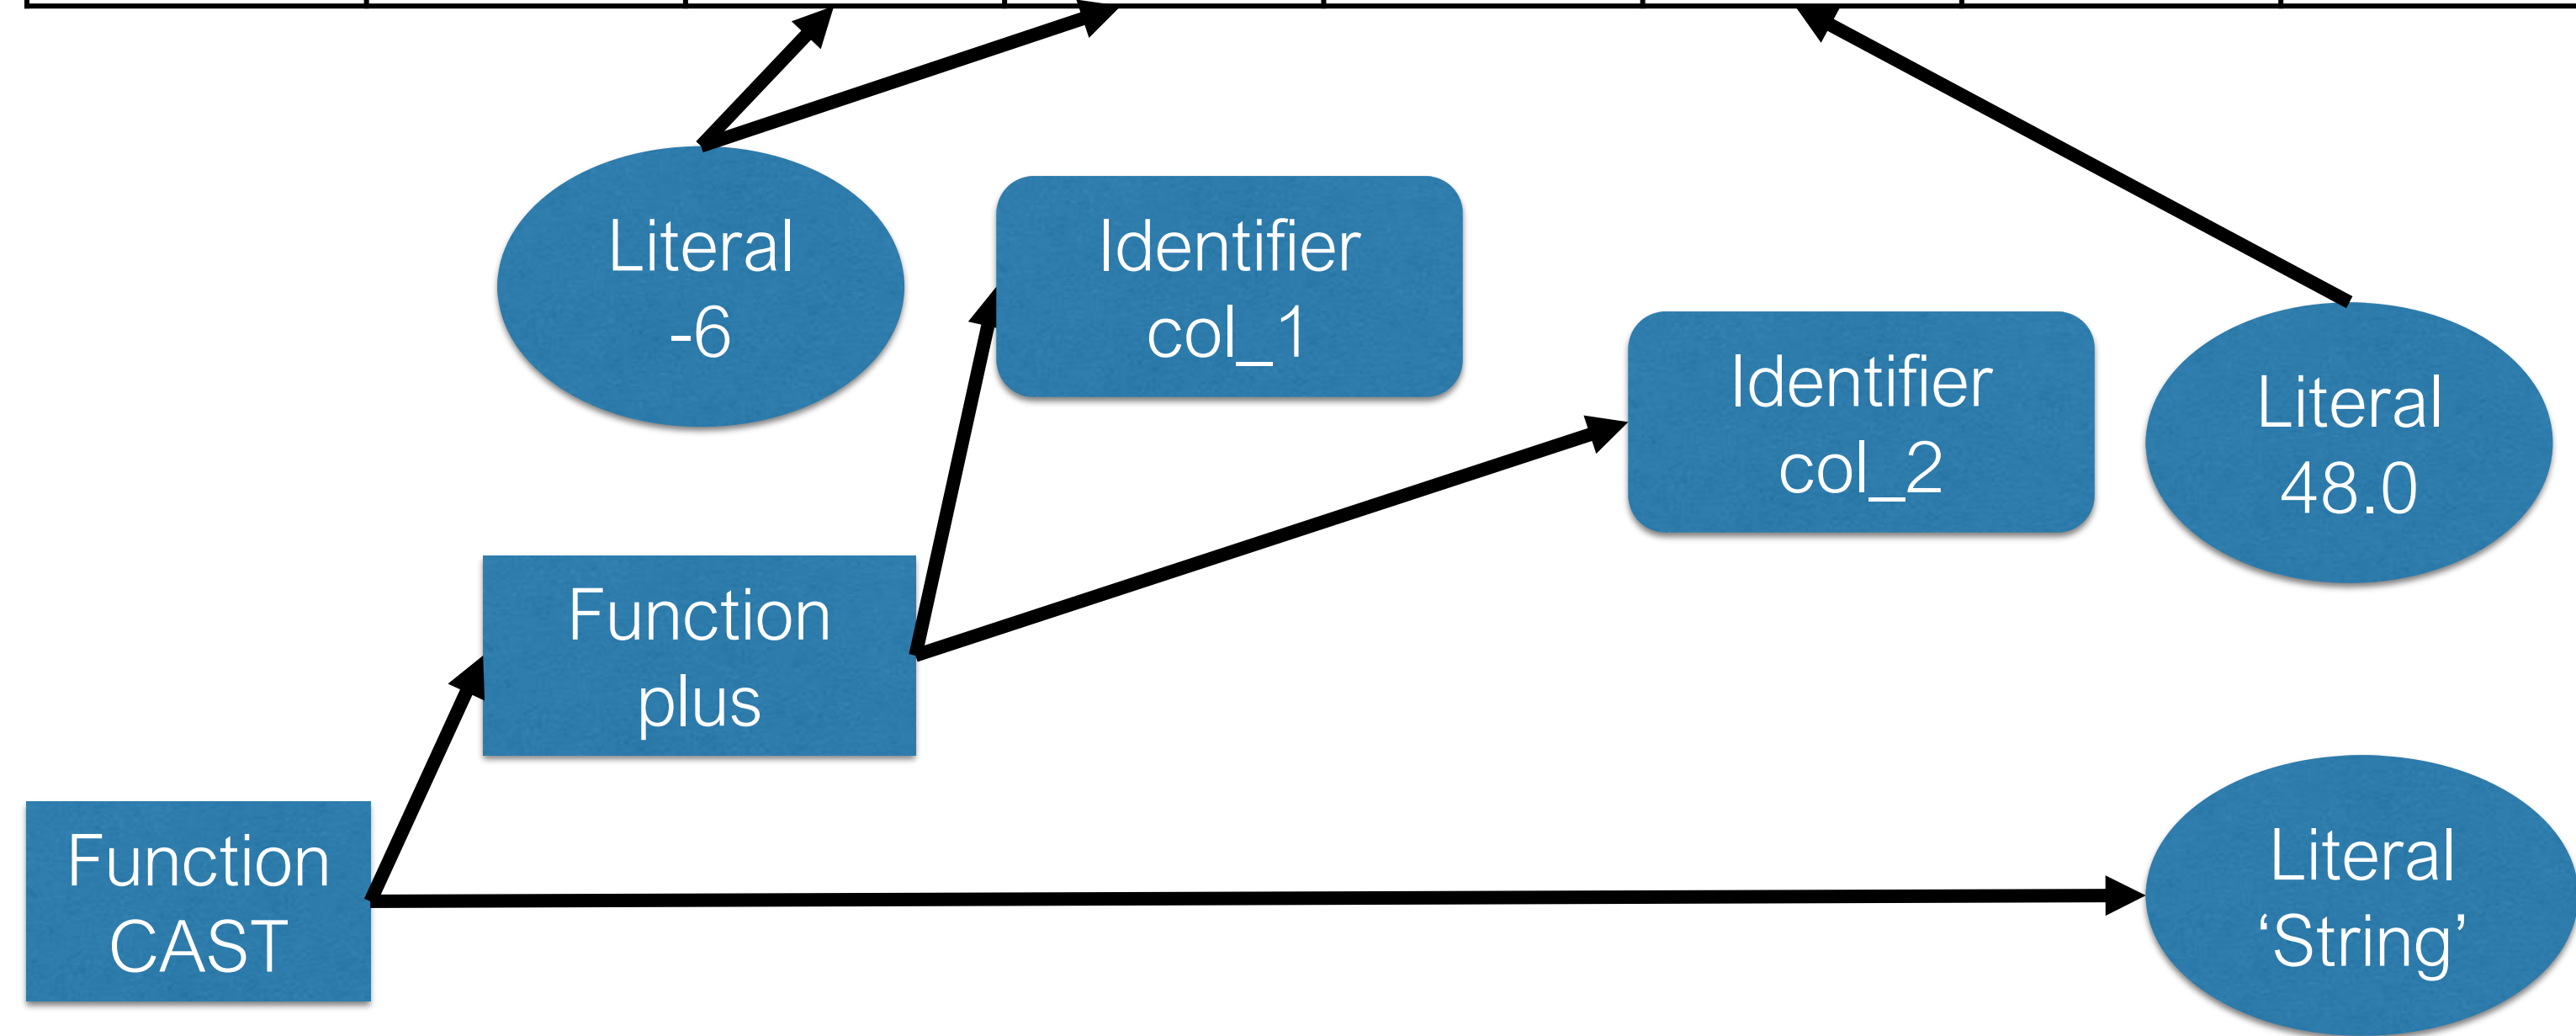 Literal
-6
Identifier
col_1
Identifier
col_2
Literal
48.0
Function
plus
Function
CAST
Literal
‘String’